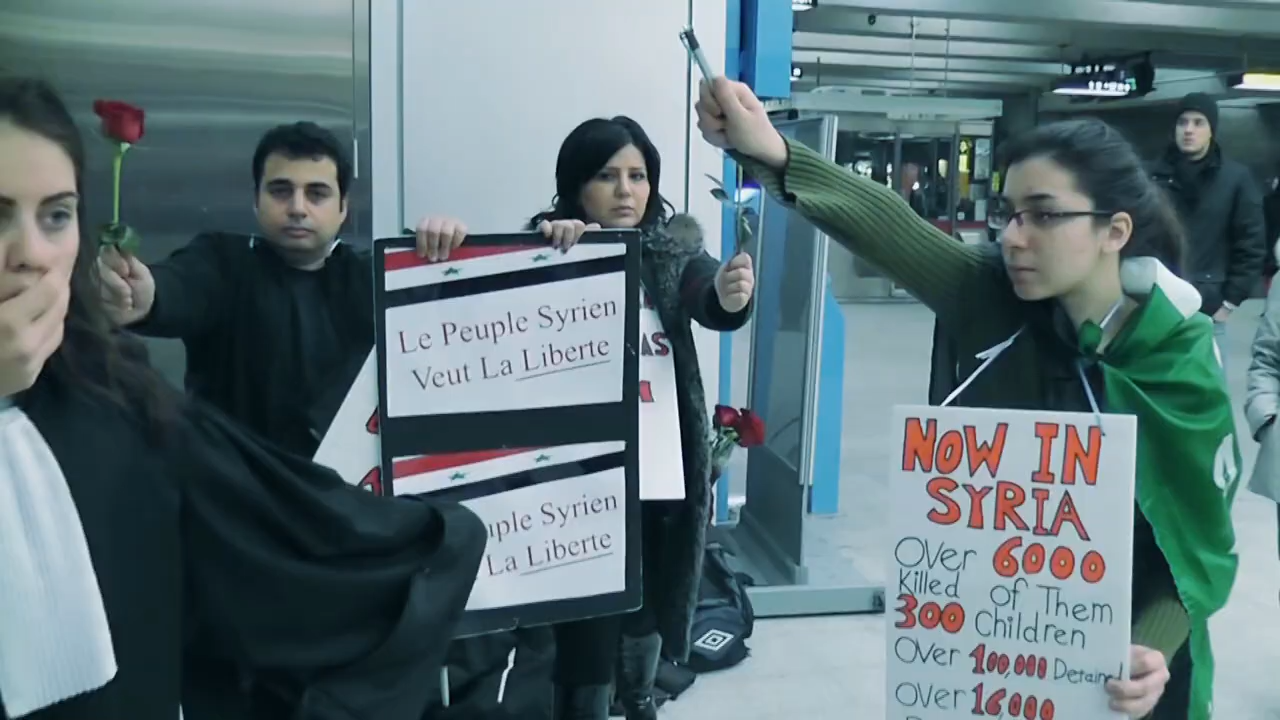 Le Peuple Syrien
Veut La Liberte
uple Syrien
La Liberte
AS
NOW IN
SYRIA
Over 6000
Killed of Them
300 Children
Over 100,000 Detained
Over 16000